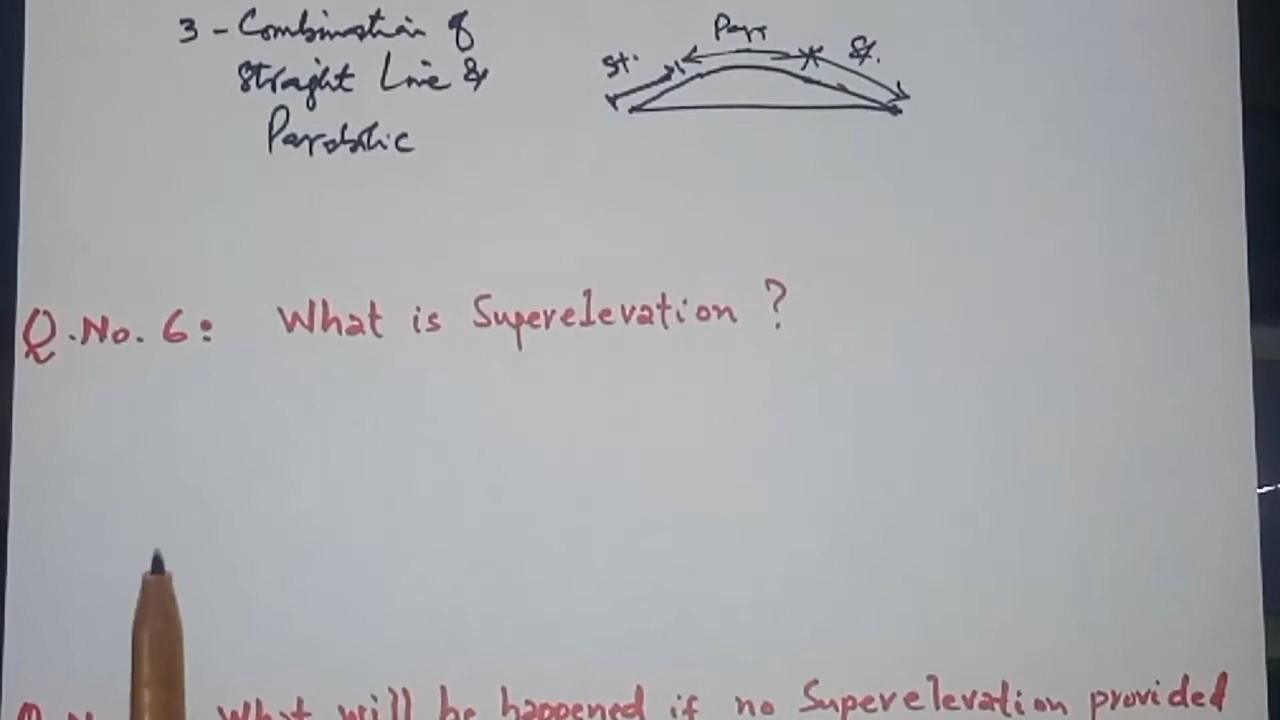 3 - Combination of
Straight Line &
Parabolic
Parr
St.
St.
Q.No. 6: What is Superelevation ?
What will be happened if no Superelevation provided